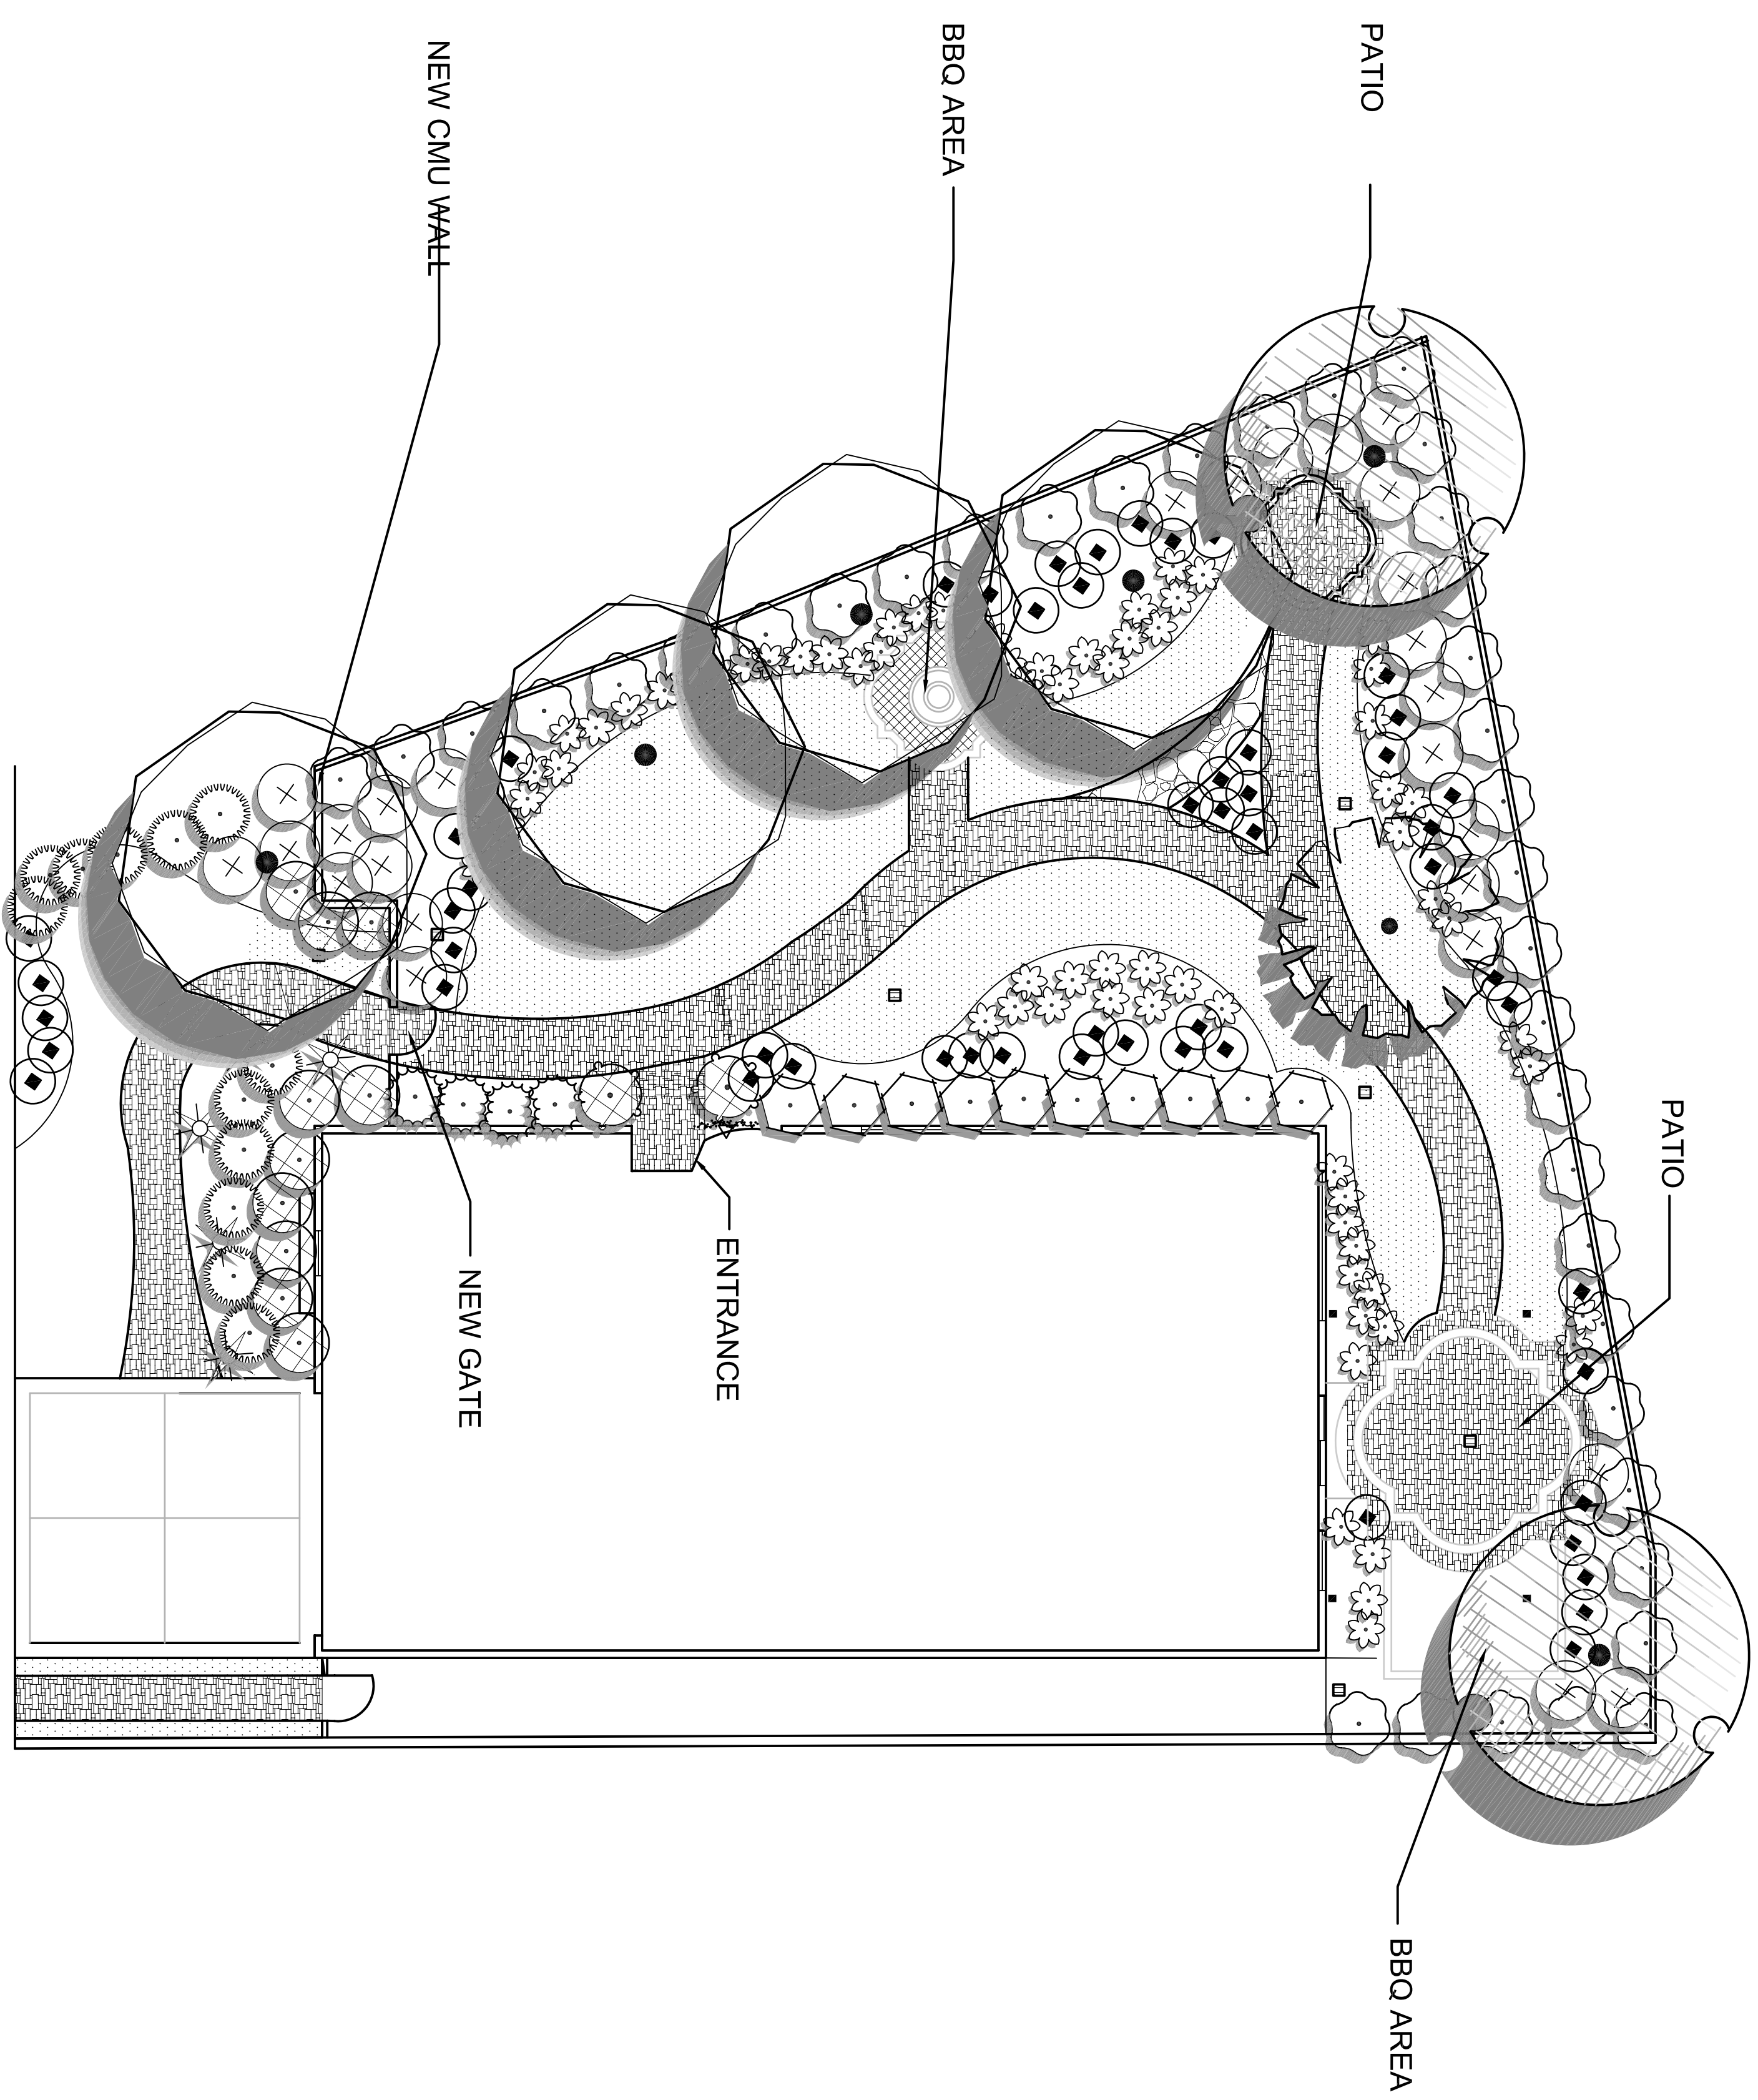 PATIO
BBQ AREA
NEW CMU WALL
PATIO
ENTRANCE
NEW GATE
BBQ AREA